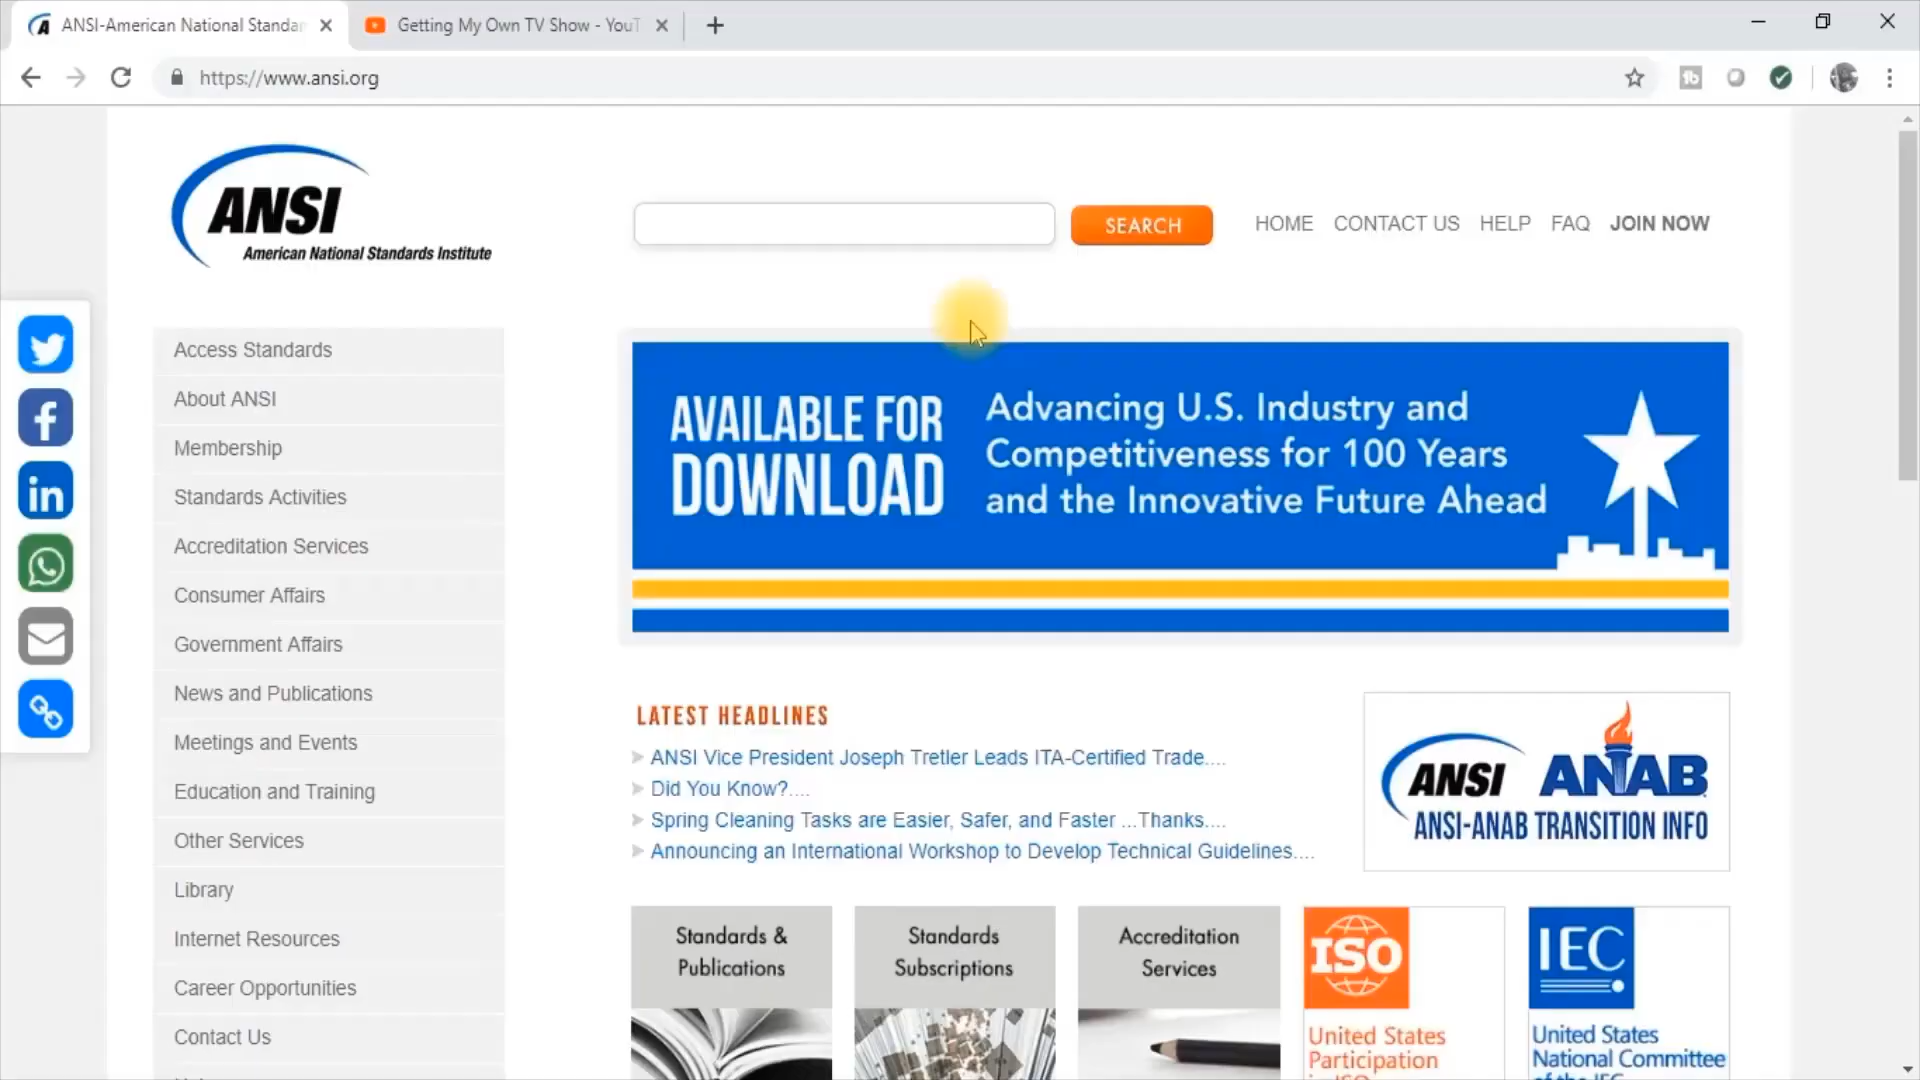 ANSI-American National Standar
Getting My Own TV Show - YouT
https://www.ansi.org
ANSI
American National Standards Institute
SEARCH
HOME
CONTACT US
HELP
FAQ
JOIN NOW
Access Standards
About ANSI
Membership
Standards Activities
Accreditation Services
Consumer Affairs
Government Affairs
News and Publications
Meetings and Events
Education and Training
Other Services
Library
Internet Resources
Career Opportunities
Contact Us
AVAILABLE FOR
DOWNLOAD
Advancing U.S. Industry and
Competitiveness for 100 Years
and the Innovative Future Ahead
LATEST HEADLINES
ANSI Vice President Joseph Tretler Leads ITA-Certified Trade....
Did You Know?....
Spring Cleaning Tasks are Easier, Safer, and Faster ...Thanks....
Announcing an International Workshop to Develop Technical Guidelines....
ANSI ANAB
ANSI-ANAB TRANSITION INFO
Standards &
Publications
Standards
Subscriptions
Accreditation
Services
ISO
United States
Participation
in ISO
IEC
United States
National Committee
of the IEC